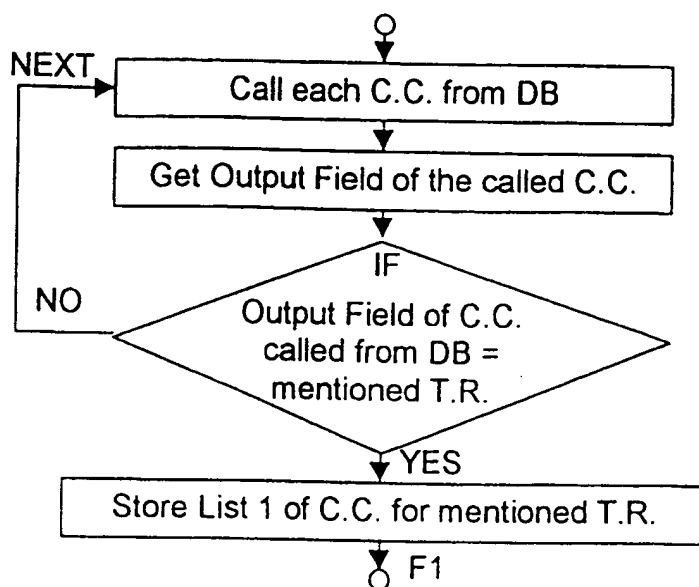 NEXT
Call each C.C. from DB
Get Output Field of the called C.C.
IF
NO
Output Field of C.C.
called from DB =
mentioned T.R.
YES
Store List 1 of C.C. for mentioned T.R.
F1